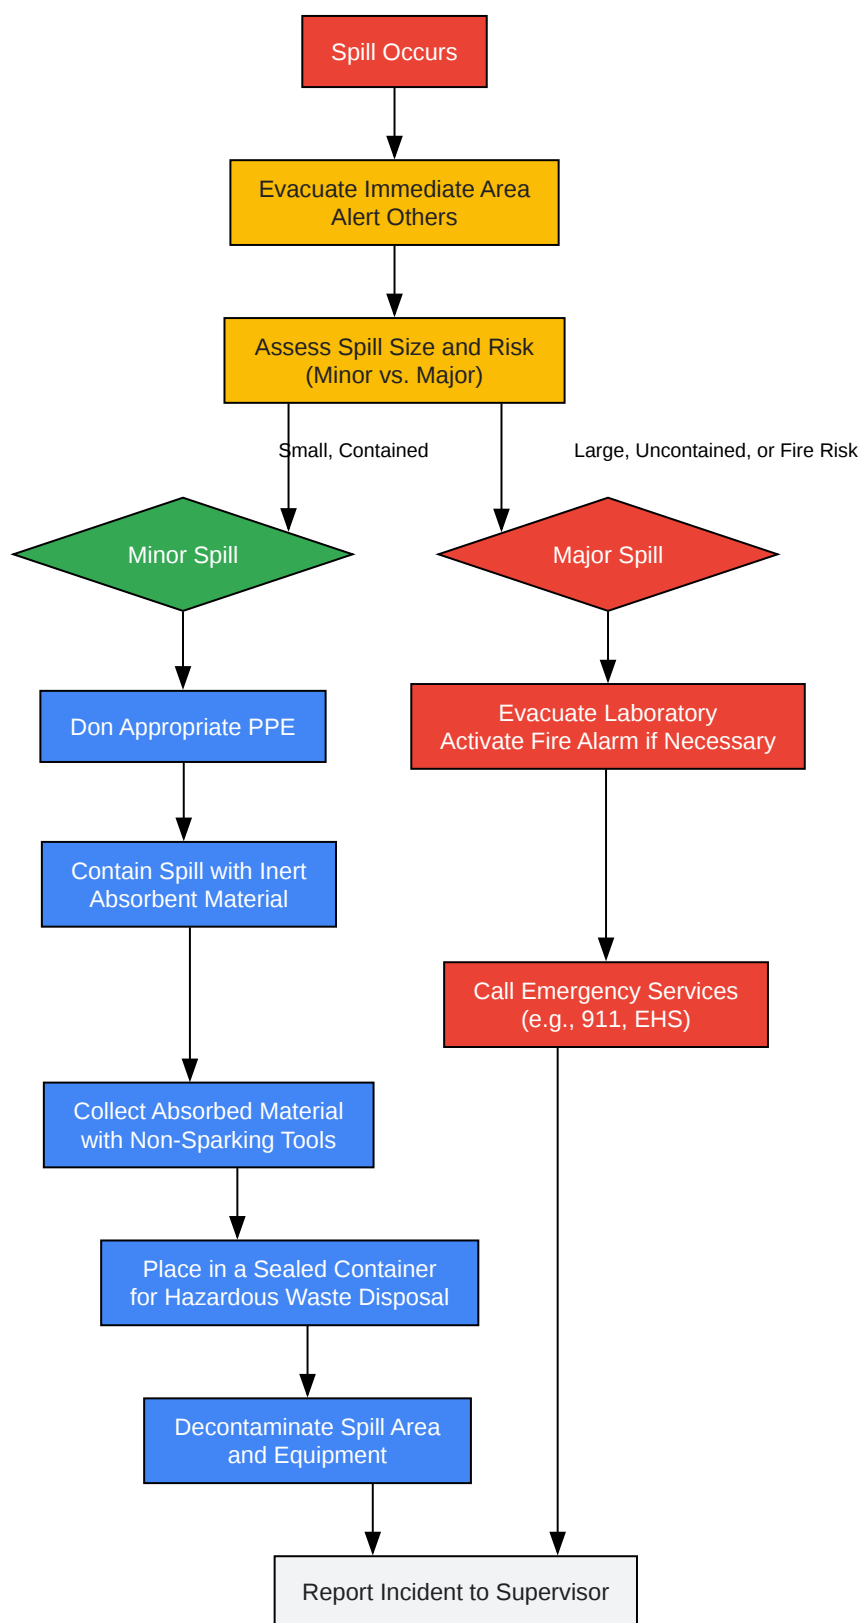 Spill Occurs
Evacuate Immediate Area
Alert Others
Assess Spill Size and Risk
(Minor vs. Major)
Small, Contained
Large, Uncontained, or Fire Risk
Minor Spill
Major Spill
Don Appropriate PPE
Evacuate Laboratory
Activate Fire Alarm if Necessary
Contain Spill with Inert
Absorbent Material
Call Emergency Services
(e.g., 911, EHS)
Collect Absorbed Material
with Non-Sparking Tools
Place in a Sealed Container
for Hazardous Waste Disposal
Decontaminate Spill Area
and Equipment
Report Incident to Supervisor